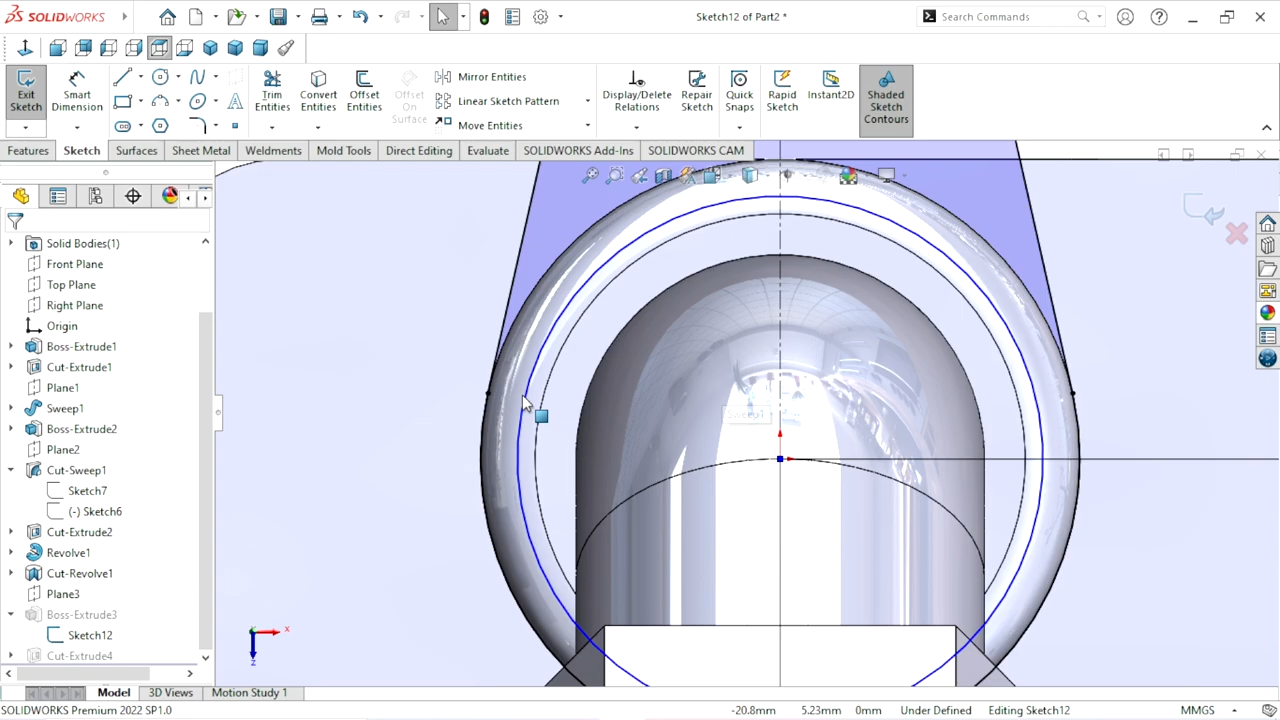 SOLIDWORKS
Sketch12 of Part2 *
Search Commands
Exit Sketch
Smart Dimension
Trim Entities
Convert Entities
Offset Entities
Offset On Surface
Mirror Entities
Linear Sketch Pattern
Move Entities
Display/Delete Relations
Repair Sketch
Quick Snaps
Rapid Sketch
Instant2D
Shaded Sketch Contours
Features
Sketch
Surfaces
Sheet Metal
Weldments
Mold Tools
Direct Editing
Evaluate
SOLIDWORKS Add-Ins
SOLIDWORKS CAM
Solid Bodies(1)
Front Plane
Top Plane
Right Plane
Origin
Boss-Extrude1
Cut-Extrude1
Plane1
Sweep1
Boss-Extrude2
Plane2
Cut-Sweep1
Sketch7
(-) Sketch6
Cut-Extrude2
Revolve1
Cut-Revolve1
Plane3
Boss-Extrude3
Sketch12
Cut-Extrude4
Sweep1
x
z
Model
3D Views
Motion Study 1
SOLIDWORKS Premium 2022 SP1.0
-20.8mm
5.23mm
0mm
Under Defined
Editing Sketch12
MMGS